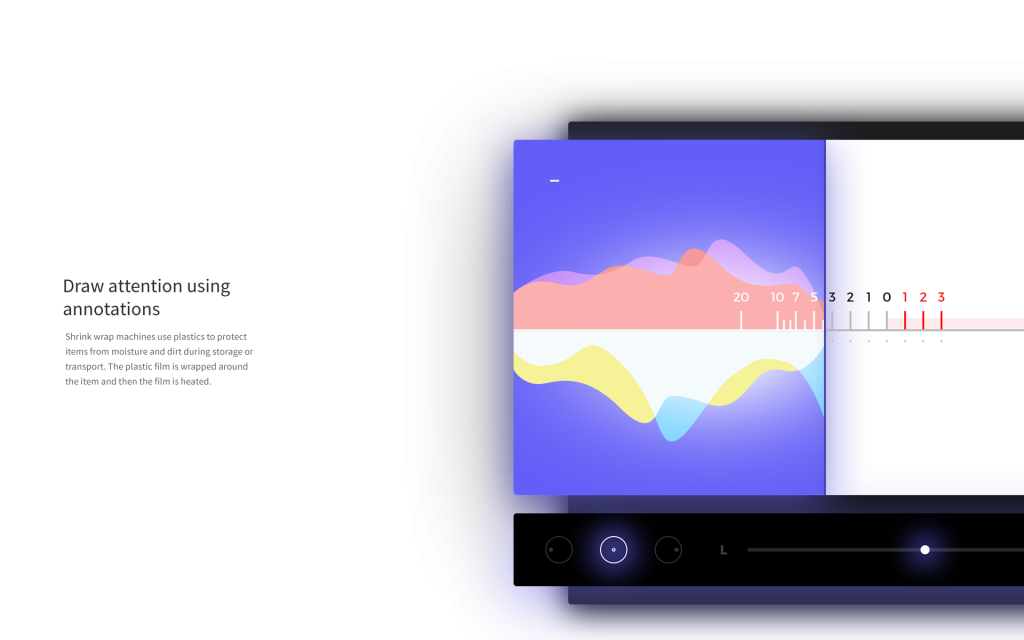 Draw attention using
annotations
Shrink wrap machines use plastics to protect
items from moisture and dirt during storage or
transport. The plastic film is wrapped around
the item and then the film is heated.
20 10 7 5 3 2 1 0 1 2 3
L